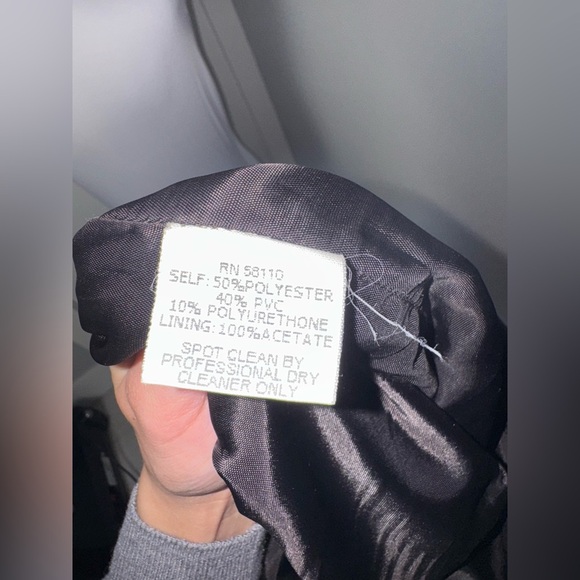 RN 58110
SELF: 50%POLYESTER
40% PVC
10% POLYURETHONE
LINING: 100%ACETATE
SPOT CLEAN BY
PROFESSIONAL DRY
CLEANER ONLY